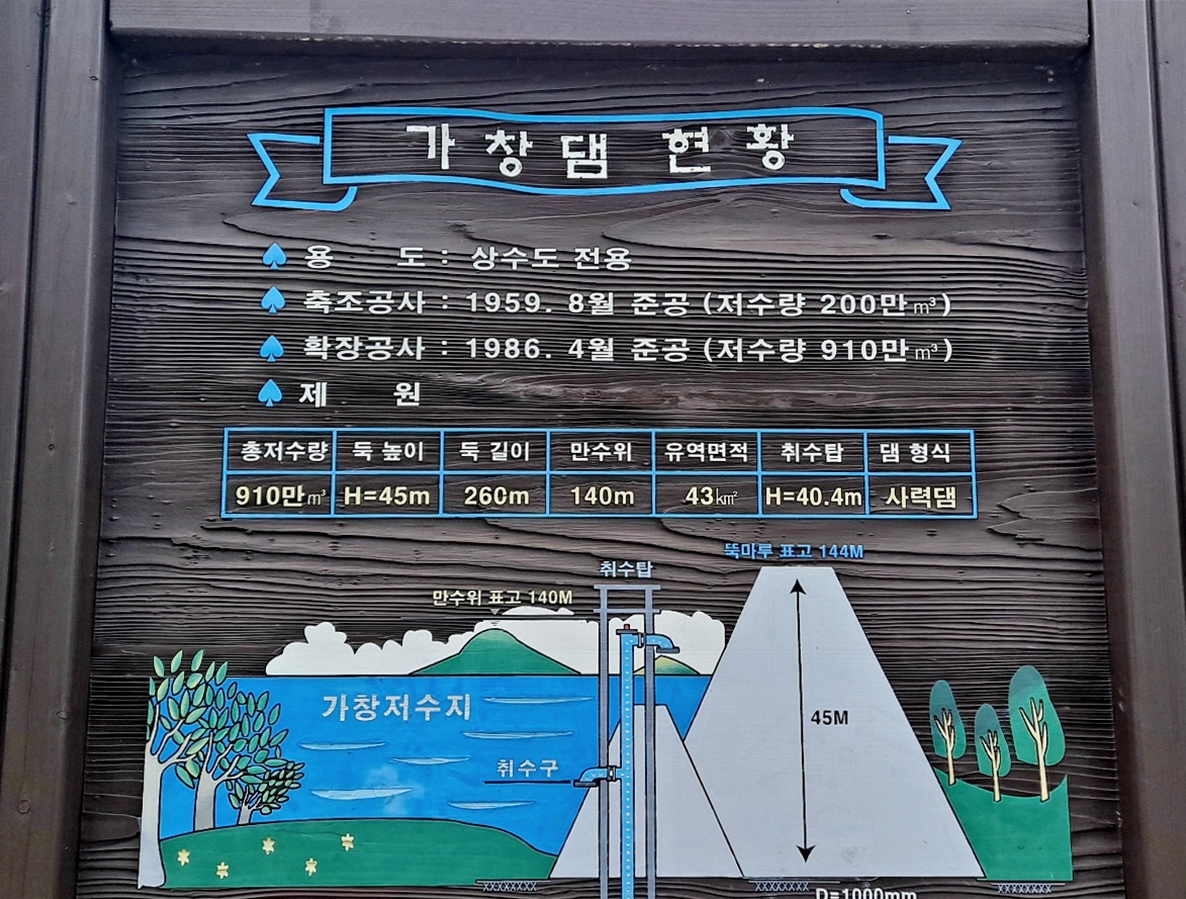 가창댐 현황
용 도 : 상수도 전용
축조공사 : 1959. 8월 준공 (저수량 200만㎥)
확장공사 : 1986. 4월 준공 (저수량 910만㎥)
제 원
총저수량 둑 높이 둑 길이 만수위 유역면적 취수탑 댐 형식
910만㎥ H=45m 260m 140m 43㎢ H=40.4m 사력댐
뚝마루 표고 144M
취수탑
만수위 표고 140M
가창저수지
45M
취수구
D=1000mm